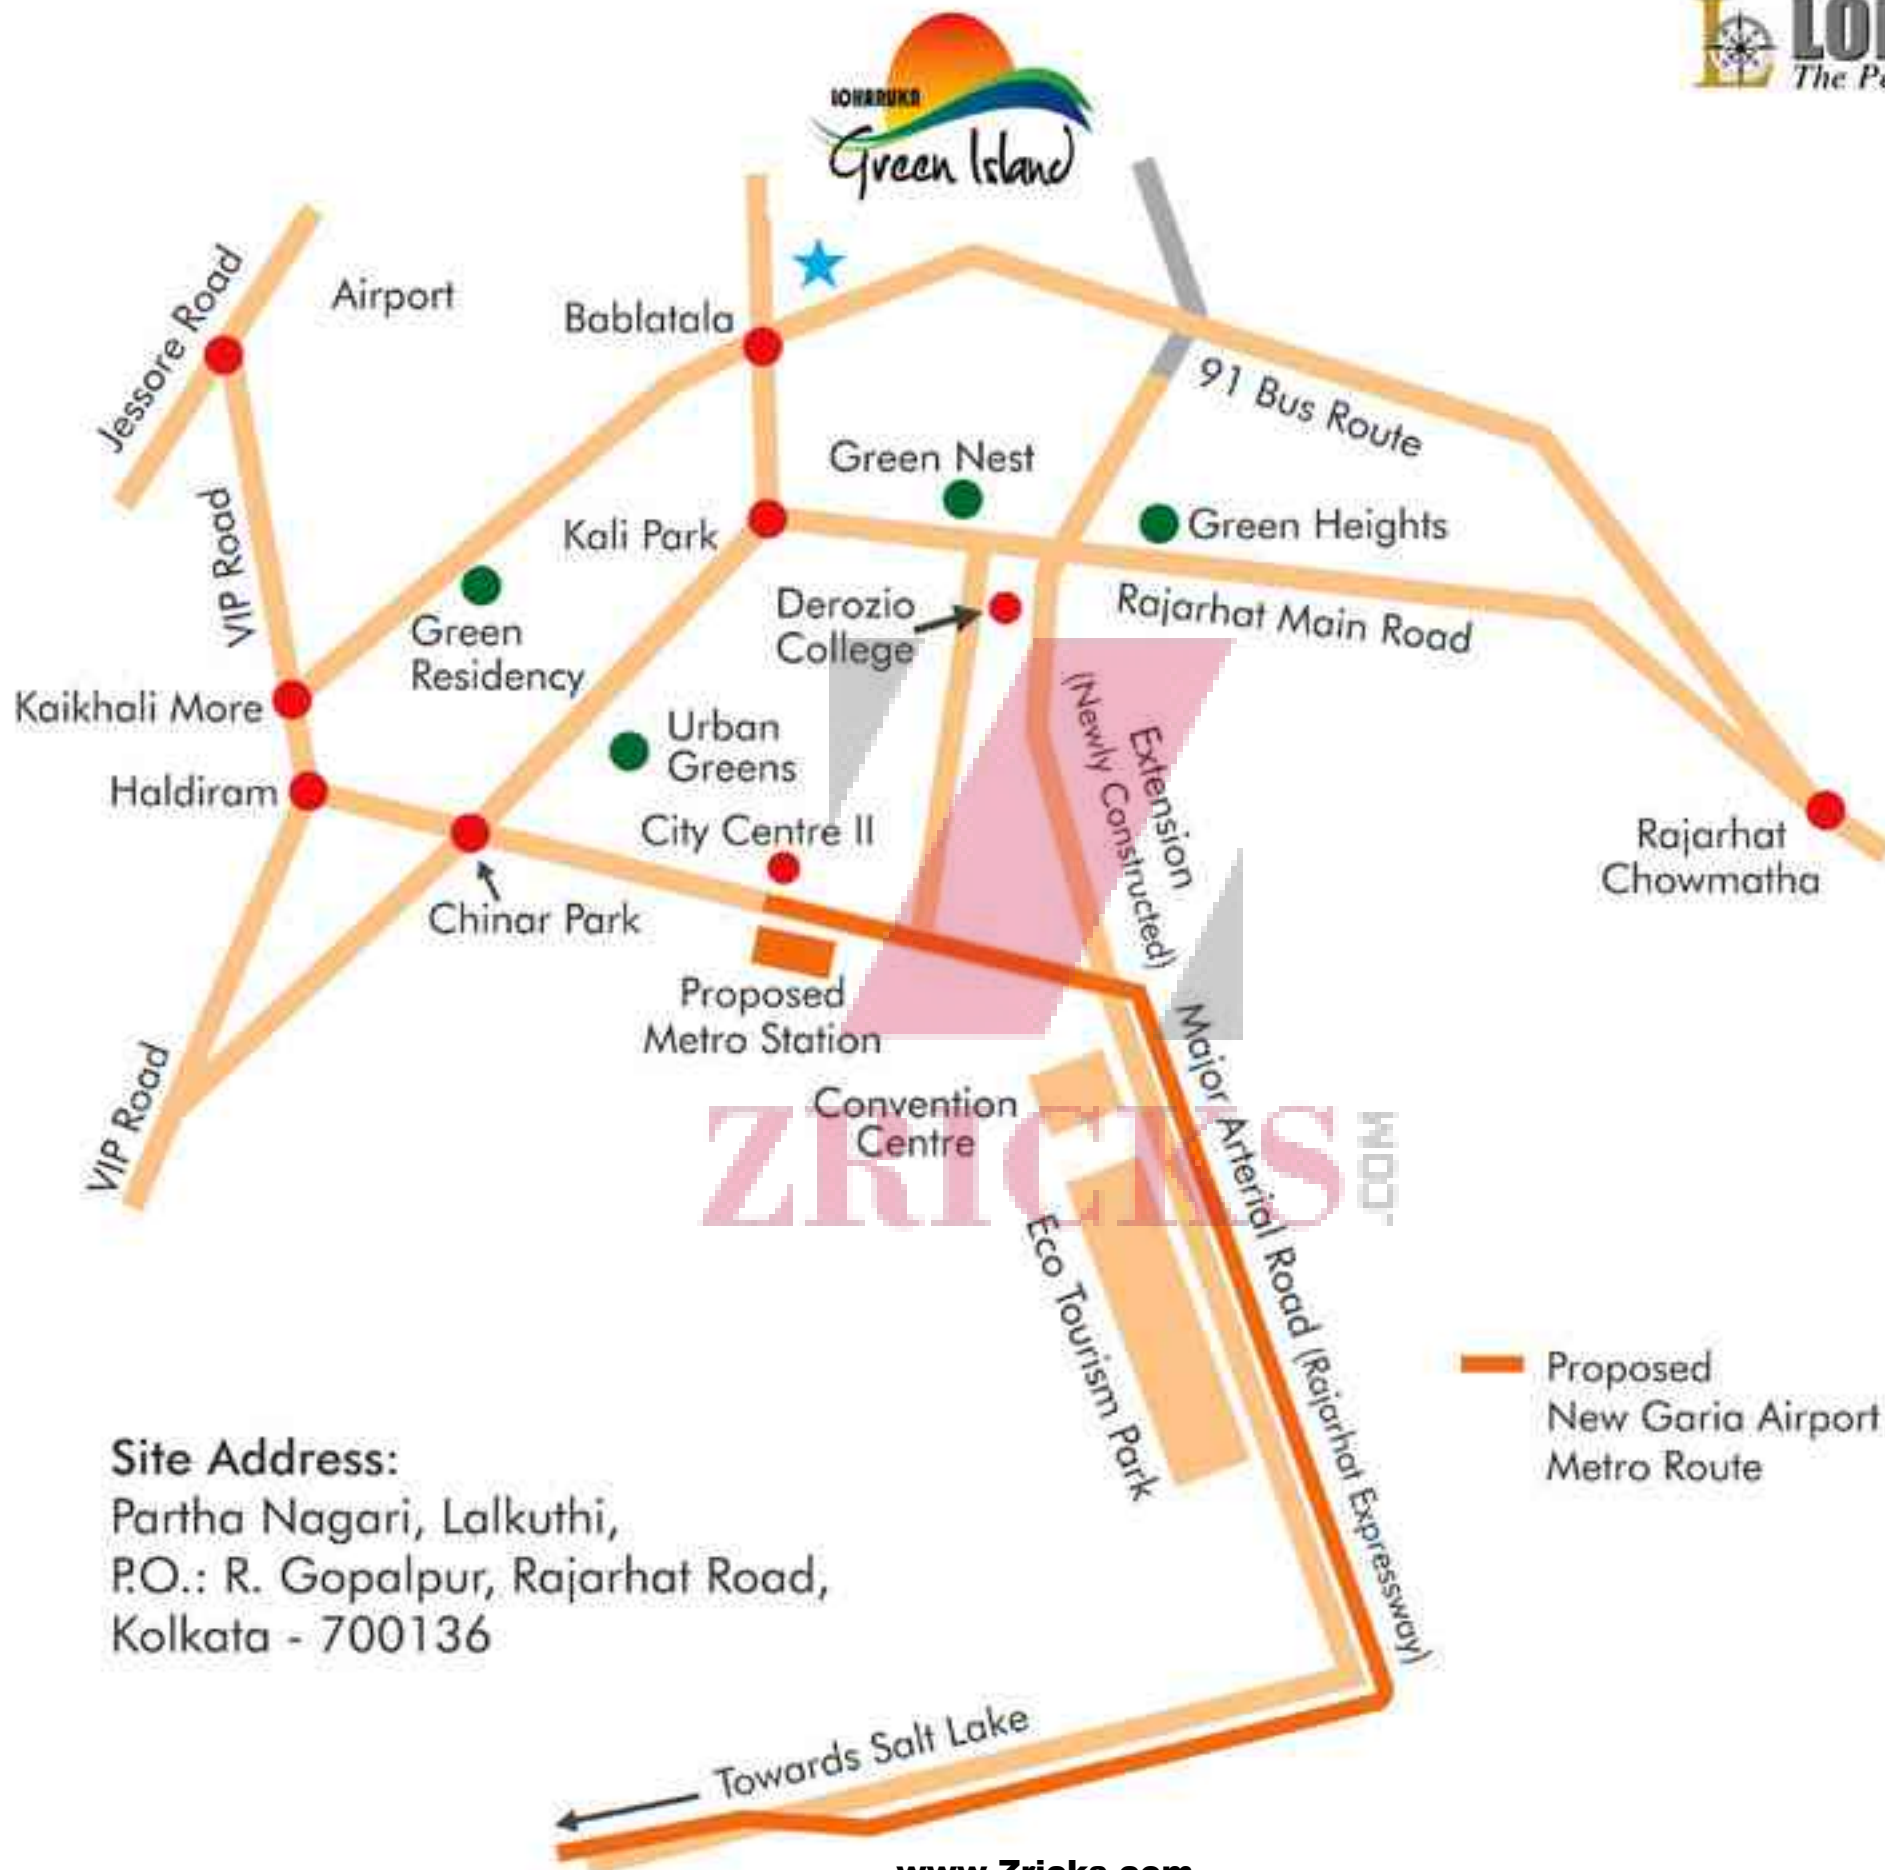 LOHARUKA
Green Island
The
Jessore Road
Airport
Bablatala
91 Bus Route
Green Nest
Kali Park
Green Heights
VIP Road
Green
Residency
Derozio
College
Rajarhat Main Road
Kaikhali More
Urban
Greens
Extension
(Newly Constructed)
Haldiram
City Centre II
Rajarhat
Chowmatha
Chinar Park
Proposed
Metro Station
VIP Road
Convention
Centre
ZRICKS
.COM
Major Arterial Road (Rajarhat Expressway)
Eco Tourism Park
Proposed
New Garia Airport
Metro Route
Site Address:
Partha Nagari, Lalkuthi,
P.O.: R. Gopalpur, Rajarhat Road,
Kolkata - 700136
Towards Salt Lake
www.Zricks.com